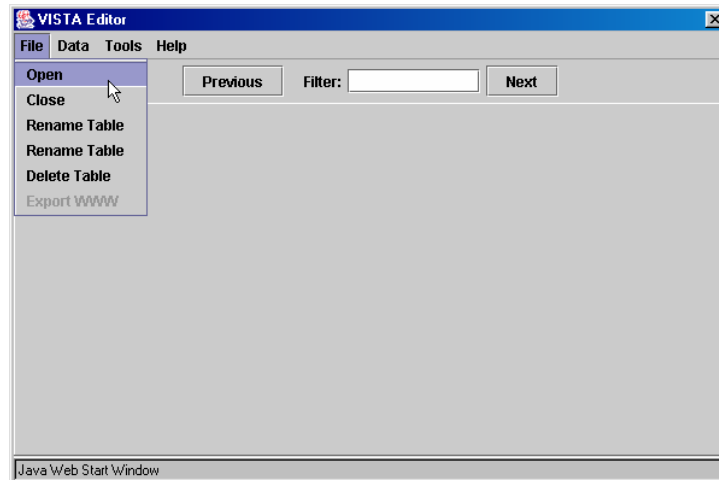 VISTA Editor
File Data Tools Help
Previous Filter: Next
Open
Close
Rename Table
Rename Table
Delete Table
Export WWW
Java Web Start Window